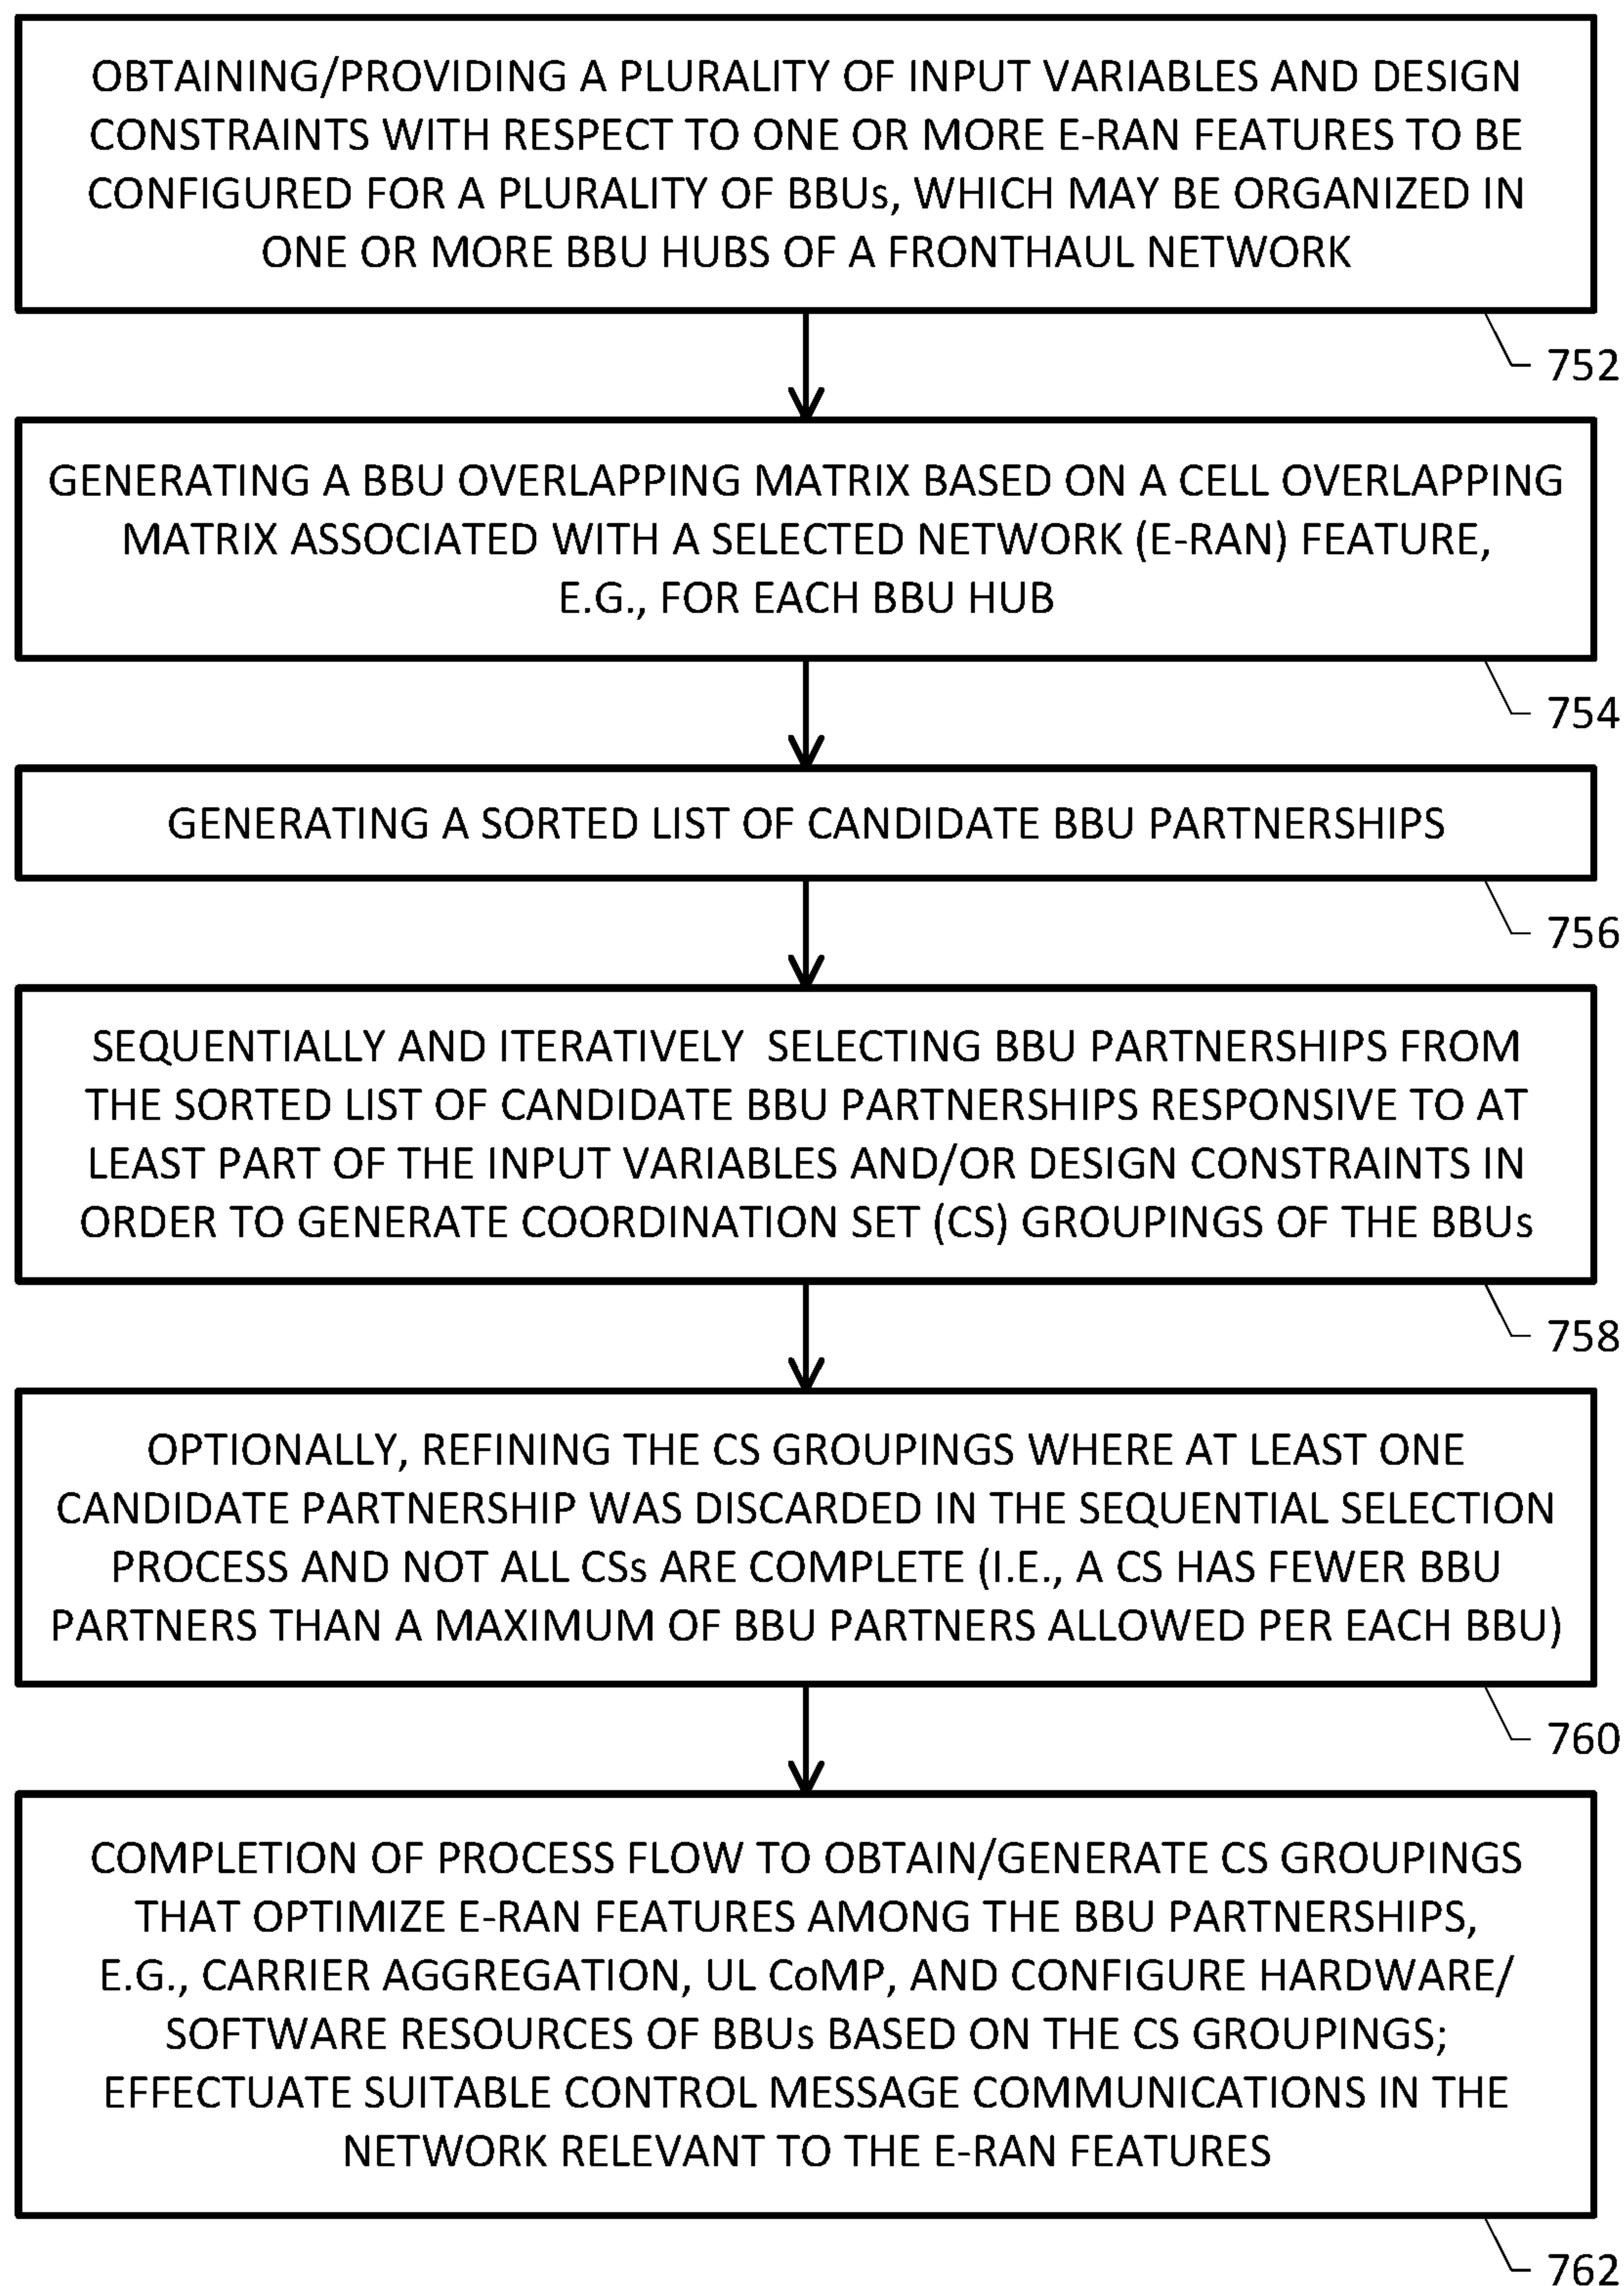 OBTAINING/PROVIDING A PLURALITY OF INPUT VARIABLES AND DESIGN
CONSTRAINTS WITH RESPECT TO ONE OR MORE E-RAN FEATURES TO BE
CONFIGURED FOR A PLURALITY OF BBUs, WHICH MAY BE ORGANIZED IN
ONE OR MORE BBU HUBS OF A FRONTHAUL NETWORK
752
GENERATING A BBU OVERLAPPING MATRIX BASED ON A CELL OVERLAPPING
MATRIX ASSOCIATED WITH A SELECTED NETWORK (E-RAN) FEATURE,
E.G., FOR EACH BBU HUB
754
GENERATING A SORTED LIST OF CANDIDATE BBU PARTNERSHIPS
756
SEQUENTIALLY AND ITERATIVELY SELECTING BBU PARTNERSHIPS FROM
THE SORTED LIST OF CANDIDATE BBU PARTNERSHIPS RESPONSIVE TO AT
LEAST PART OF THE INPUT VARIABLES AND/OR DESIGN CONSTRAINTS IN
ORDER TO GENERATE COORDINATION SET (CS) GROUPINGS OF THE BBUs
758
OPTIONALLY, REFINING THE CS GROUPINGS WHERE AT LEAST ONE
CANDIDATE PARTNERSHIP WAS DISCARDED IN THE SEQUENTIAL SELECTION
PROCESS AND NOT ALL CSs ARE COMPLETE (I.E., A CS HAS FEWER BBU
PARTNERS THAN A MAXIMUM OF BBU PARTNERS ALLOWED PER EACH BBU)
760
COMPLETION OF PROCESS FLOW TO OBTAIN/GENERATE CS GROUPINGS
THAT OPTIMIZE E-RAN FEATURES AMONG THE BBU PARTNERSHIPS,
E.G., CARRIER AGGREGATION, UL CoMP, AND CONFIGURE HARDWARE/
SOFTWARE RESOURCES OF BBUs BASED ON THE CS GROUPINGS;
EFFECTUATE SUITABLE CONTROL MESSAGE COMMUNICATIONS IN THE
NETWORK RELEVANT TO THE E-RAN FEATURES
762